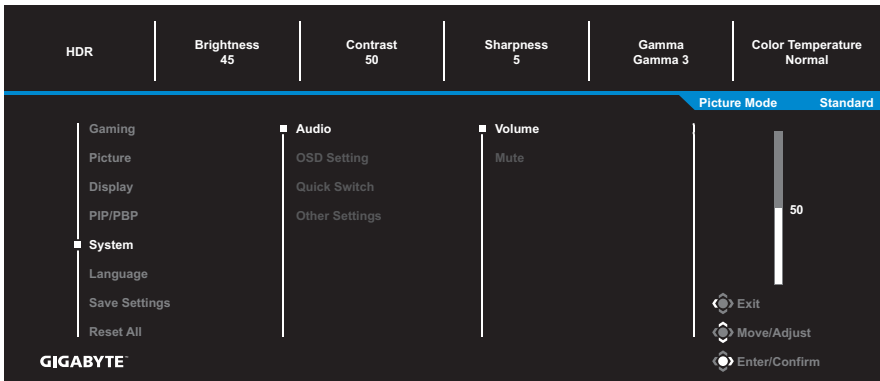 HDR
Brightness
45
Contrast
50
Sharpness
5
Gamma
Gamma 3
Color Temperature
Normal
Picture Mode Standard
Gaming
Picture
Display
PIP/PBP
System
Language
Save Settings
Reset All
Audio
OSD Setting
Quick Switch
Other Settings
Volume
Mute
50
Exit
Move/Adjust
Enter/Confirm
GIGABYTE™